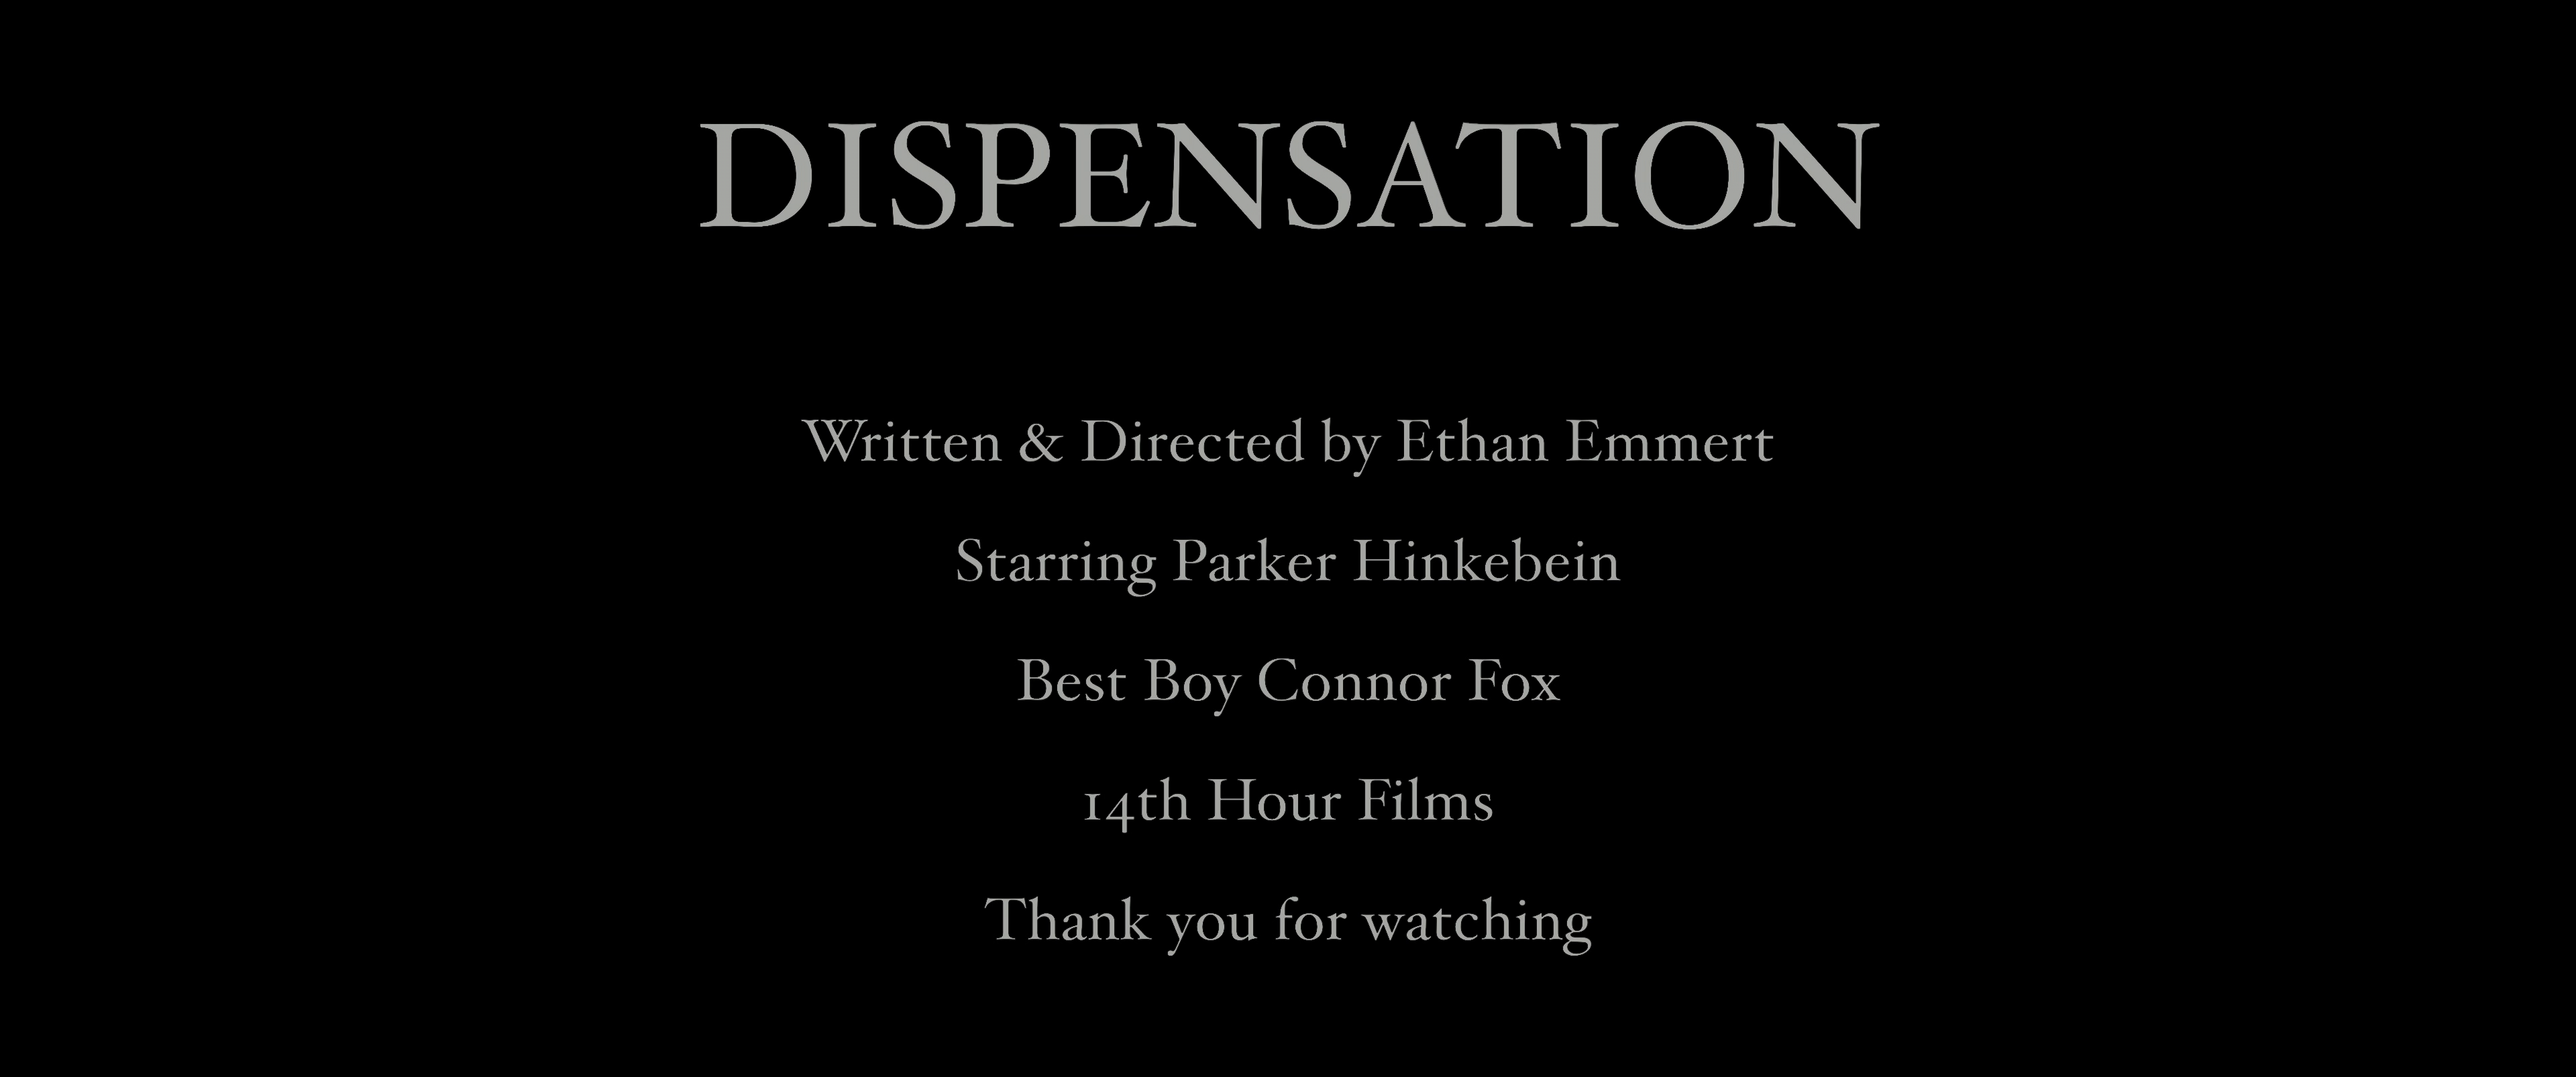 DISPENSATION
Written & Directed by Ethan Emmert
Starring Parker Hinkebein
Best Boy Connor Fox
14th Hour Films
Thank you for watching